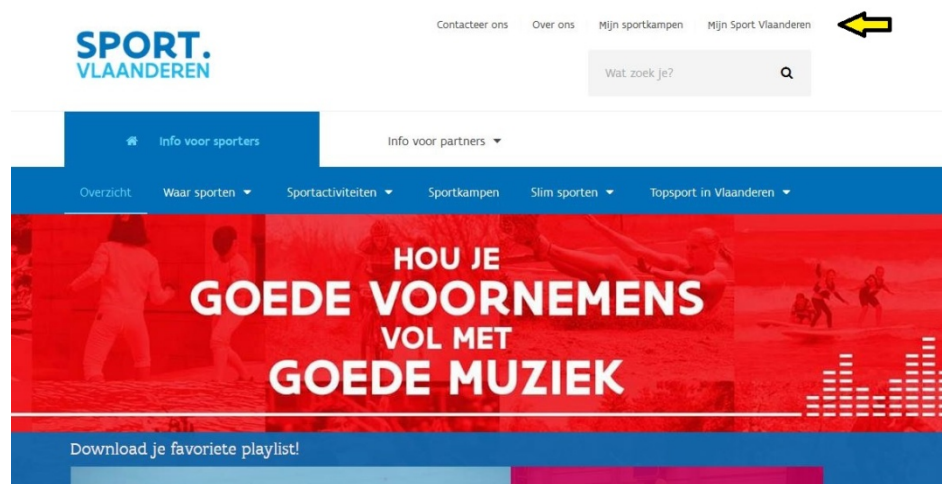 Contacteer ons Over ons Mijn sportkampen Mijn Sport Vlaanderen
SPORT.
VLAANDEREN
Wat zoek je?
Info voor sporters Info voor partners
Overzicht Waar sporten Sportactiviteiten Sportkampen Slim sporten Topsport in Vlaanderen
HOU JE
GOEDE VOORNEMENS
VOL MET
GOEDE MUZIEK
Download je favoriete playlist!